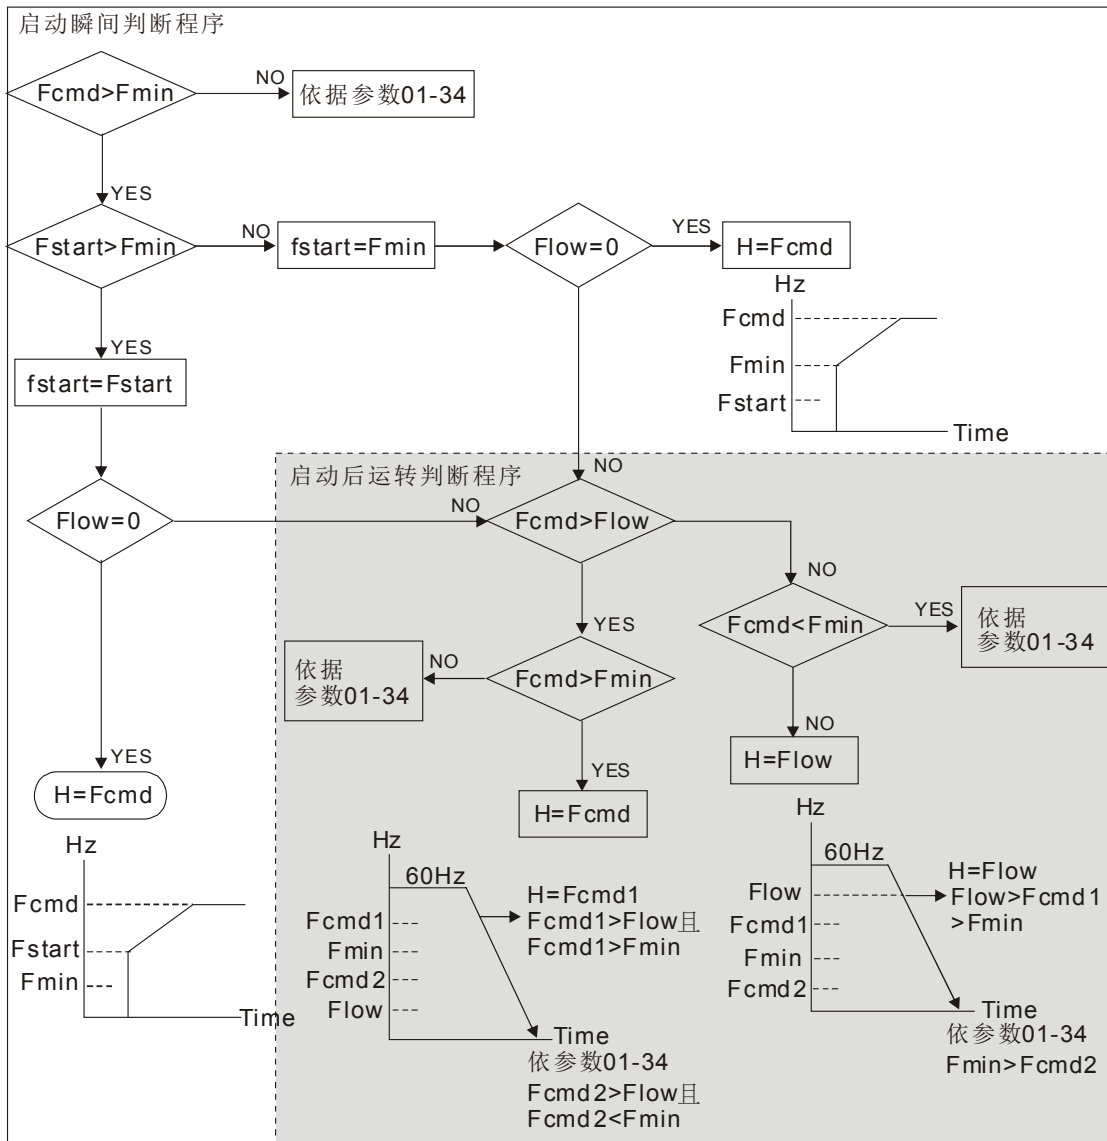 启动瞬间判断程序
Fcmd>Fmin
NO
依据参数01-34
YES
Fstart>Fmin
NO
fstart=Fmin
Flow=0
YES
H=Fcmd
Hz
Fcmd
Fmin
Fstart
Time
YES
fstart=Fstart
NO
启动后运转判断程序
Flow=0
NO
Fcmd>Flow
NO
YES
Fcmd<Fmin
YES
依据
参数01-34
依据
参数01-34
NO
Fcmd>Fmin
NO
H=Flow
YES
H=Fcmd
YES
H=Fcmd
Hz
Fcmd
Fstart
Fmin
Time
Hz
60Hz
Fcmd1
Fmin
Fcmd2
Flow
H=Fcmd1
Fcmd1>Flow且
Fcmd1>Fmin
Time
依参数01-34
Fcmd2>Flow且
Fcmd2<Fmin
Hz
60Hz
Flow
Fcmd1
Fmin
Fcmd2
H=Flow
Flow>Fcmd1
>Fmin
Time
依参数01-34
Fmin>Fcmd2